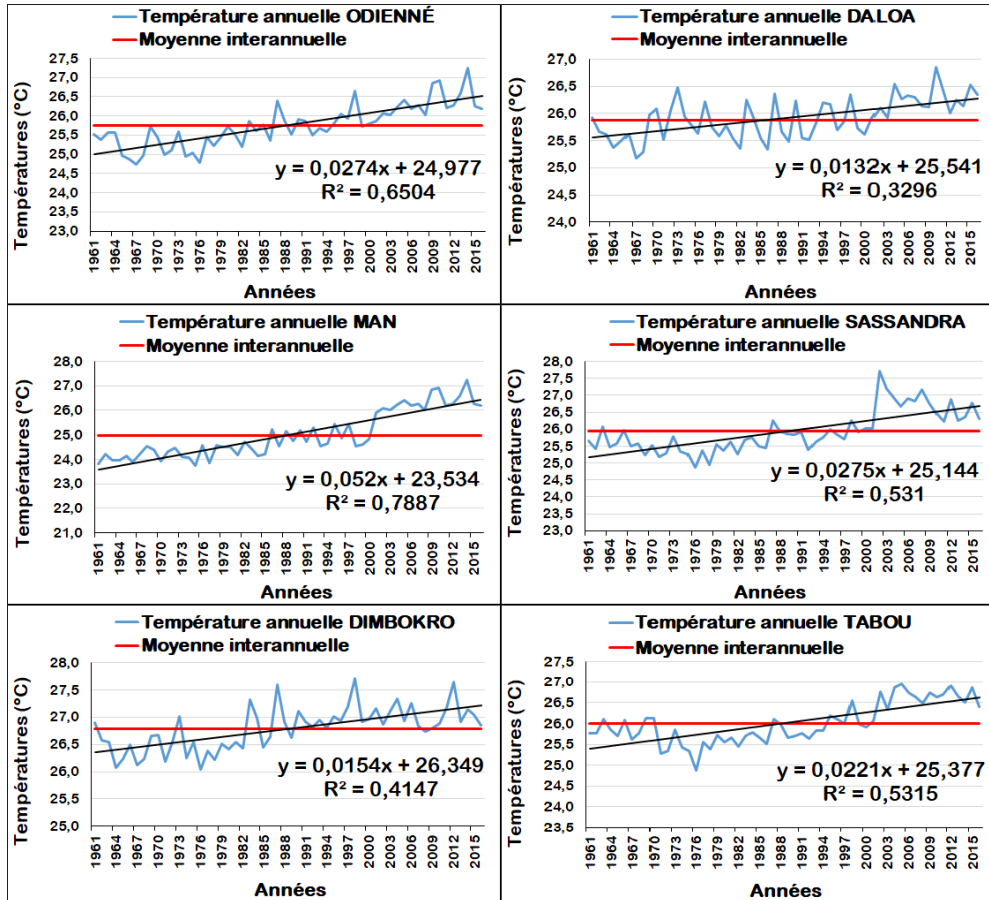 Température annuelle ODIENNÉ
Moyenne interannuelle
Températures (°C)
27,5
27,0
26,5
26,0
25,5
25,0
24,5
24,0
23,5
23,0
y = 0,0274x + 24,977
R² = 0,6504
1961 1964 1967 1970 1973 1976 1979 1982 1985 1988 1991 1994 1997 2000 2003 2006 2009 2012 2015
Années
Température annuelle DALOA
Moyenne interannuelle
Températures (°C)
27,0
26,5
26,0
25,5
25,0
24,5
24,0
y = 0,0132x + 25,541
R² = 0,3296
1961 1964 1967 1970 1973 1976 1979 1982 1985 1988 1991 1994 1997 2000 2003 2006 2009 2012 2015
Années
Température annuelle MAN
Moyenne interannuelle
Températures (°C)
28,0
27,0
26,0
25,0
24,0
23,0
22,0
21,0
y = 0,052x + 23,534
R² = 0,7887
1961 1964 1967 1970 1973 1976 1979 1982 1985 1988 1991 1994 1997 2000 2003 2006 2009 2012 2015
Années
Température annuelle SASSANDRA
Moyenne interannuelle
Températures (°C)
28,0
27,5
27,0
26,5
26,0
25,5
25,0
24,5
24,0
23,5
23,0
y = 0,0275x + 25,144
R² = 0,531
1961 1964 1967 1970 1973 1976 1979 1982 1985 1988 1991 1994 1997 2000 2003 2006 2009 2012 2015
Années
Température annuelle DIMBOKRO
Moyenne interannuelle
Températures (°C)
28,0
27,5
27,0
26,5
26,0
25,5
25,0
y = 0,0154x + 26,349
R² = 0,4147
1961 1964 1967 1970 1973 1976 1979 1982 1985 1988 1991 1994 1997 2000 2003 2006 2009 2012 2015
Années
Température annuelle TABOU
Moyenne interannuelle
Températures (°C)
27,5
27,0
26,5
26,0
25,5
25,0
24,5
24,0
23,5
y = 0,0221x + 25,377
R² = 0,5315
1961 1964 1967 1970 1973 1976 1979 1982 1985 1988 1991 1994 1997 2000 2003 2006 2009 2012 2015
Années